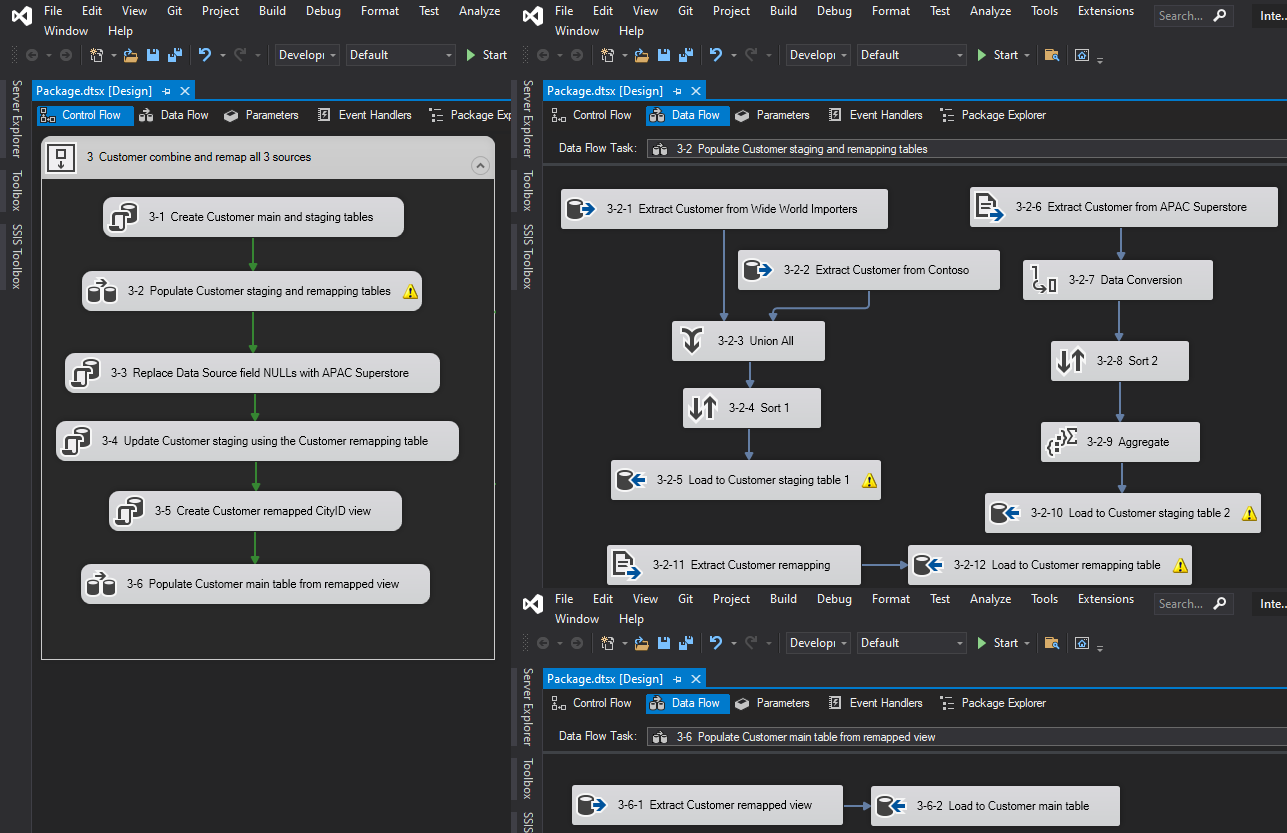 File Edit View Git Project Build Debug Format Test Analyze
Window Help
Developi Default Start
Package.dtsx [Design]
Control Flow Data Flow Parameters Event Handlers Package Exp
Server Explorer
Toolbox
SSIS Toolbox
3 Customer combine and remap all 3 sources
3-1 Create Customer main and staging tables
3-2 Populate Customer staging and remapping tables
3-3 Replace Data Source field NULLs with APAC Superstore
3-4 Update Customer staging using the Customer remapping table
3-5 Create Customer remapped CityID view
3-6 Populate Customer main table from remapped view
File Edit View Git Project Build Debug Format Test Analyze Tools Extensions Search... Inte...
Window Help
Developi Default Start
Package.dtsx [Design]
Control Flow Data Flow Parameters Event Handlers Package Explorer
Data Flow Task: 3-2 Populate Customer staging and remapping tables
Server Explorer
Toolbox
SSIS Toolbox
3-2-1 Extract Customer from Wide World Importers
3-2-2 Extract Customer from Contoso
3-2-3 Union All
3-2-4 Sort 1
3-2-5 Load to Customer staging table 1
3-2-6 Extract Customer from APAC Superstore
3-2-7 Data Conversion
3-2-8 Sort 2
3-2-9 Aggregate
3-2-10 Load to Customer staging table 2
3-2-11 Extract Customer remapping
3-2-12 Load to Customer remapping table
File Edit View Git Project Build Debug Format Test Analyze Tools Extensions Search... Inte...
Window Help
Developi Default Start
Package.dtsx [Design]
Control Flow Data Flow Parameters Event Handlers Package Explorer
Data Flow Task: 3-6 Populate Customer main table from remapped view
Server Explorer
Toolbox
SSIS
3-6-1 Extract Customer remapped view
3-6-2 Load to Customer main table